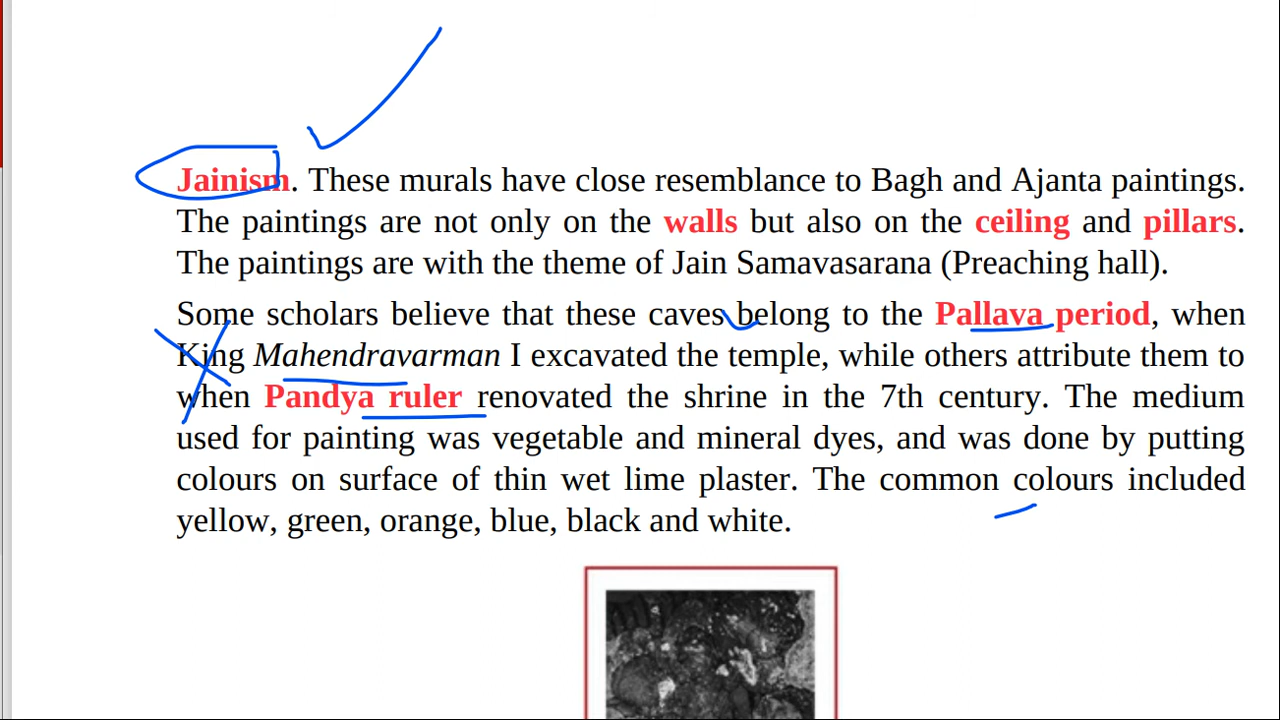 Jainism. These murals have close resemblance to Bagh and Ajanta paintings.
The paintings are not only on the walls but also on the ceiling and pillars.
The paintings are with the theme of Jain Samavasarana (Preaching hall).
Some scholars believe that these caves belong to the Pallava period, when
King Mahendravarman I excavated the temple, while others attribute them to
when Pandya ruler renovated the shrine in the 7th century. The medium
used for painting was vegetable and mineral dyes, and was done by putting
colours on surface of thin wet lime plaster. The common colours included
yellow, green, orange, blue, black and white.